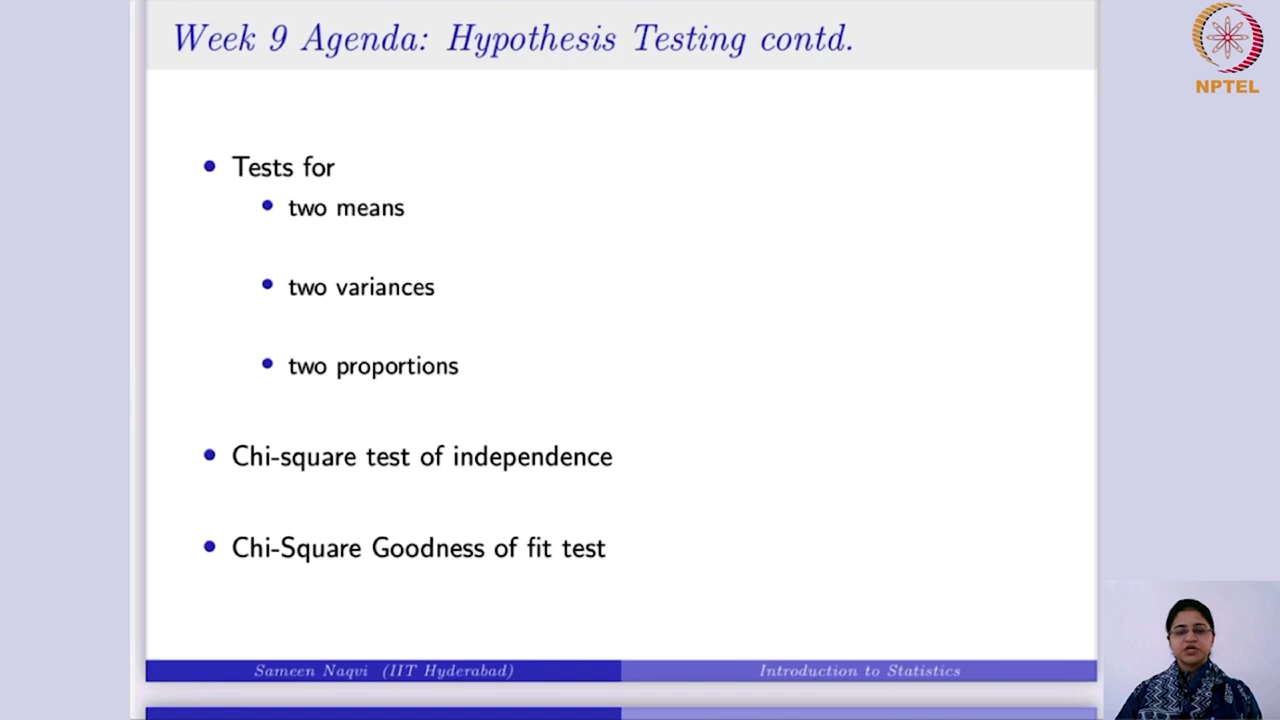 Week 9 Agenda: Hypothesis Testing contd.
NPTEL
• Tests for
• two means
• two variances
• two proportions
• Chi-square test of independence
• Chi-Square Goodness of fit test
Sameen Naqvi (IIT Hyderabad) Introduction to Statistics